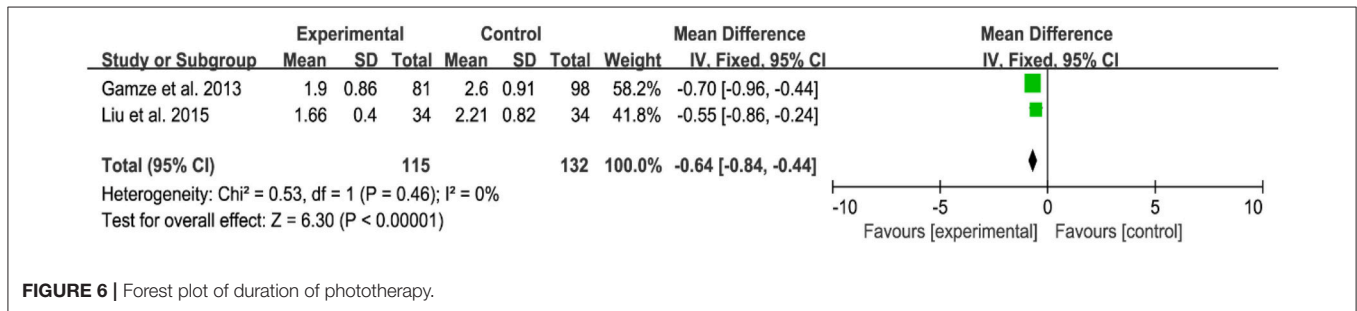 Experimental Control Mean Difference Mean Difference
Study or Subgroup Mean SD Total Mean SD Total Weight IV, Fixed, 95% CI IV, Fixed, 95% CI
Gamze et al. 2013 1.9 0.86 81 2.6 0.91 98 58.2% -0.70 [-0.96, -0.44]
Liu et al. 2015 1.66 0.4 34 2.21 0.82 34 41.8% -0.55 [-0.86, -0.24]
Total (95% CI) 115 132 100.0% -0.64 [-0.84, -0.44]
Heterogeneity: Chi² = 0.53, df = 1 (P = 0.46); I² = 0%
Test for overall effect: Z = 6.30 (P < 0.00001)
-10 -5 0 5 10
Favours [experimental] Favours [control]
FIGURE 6 | Forest plot of duration of phototherapy.